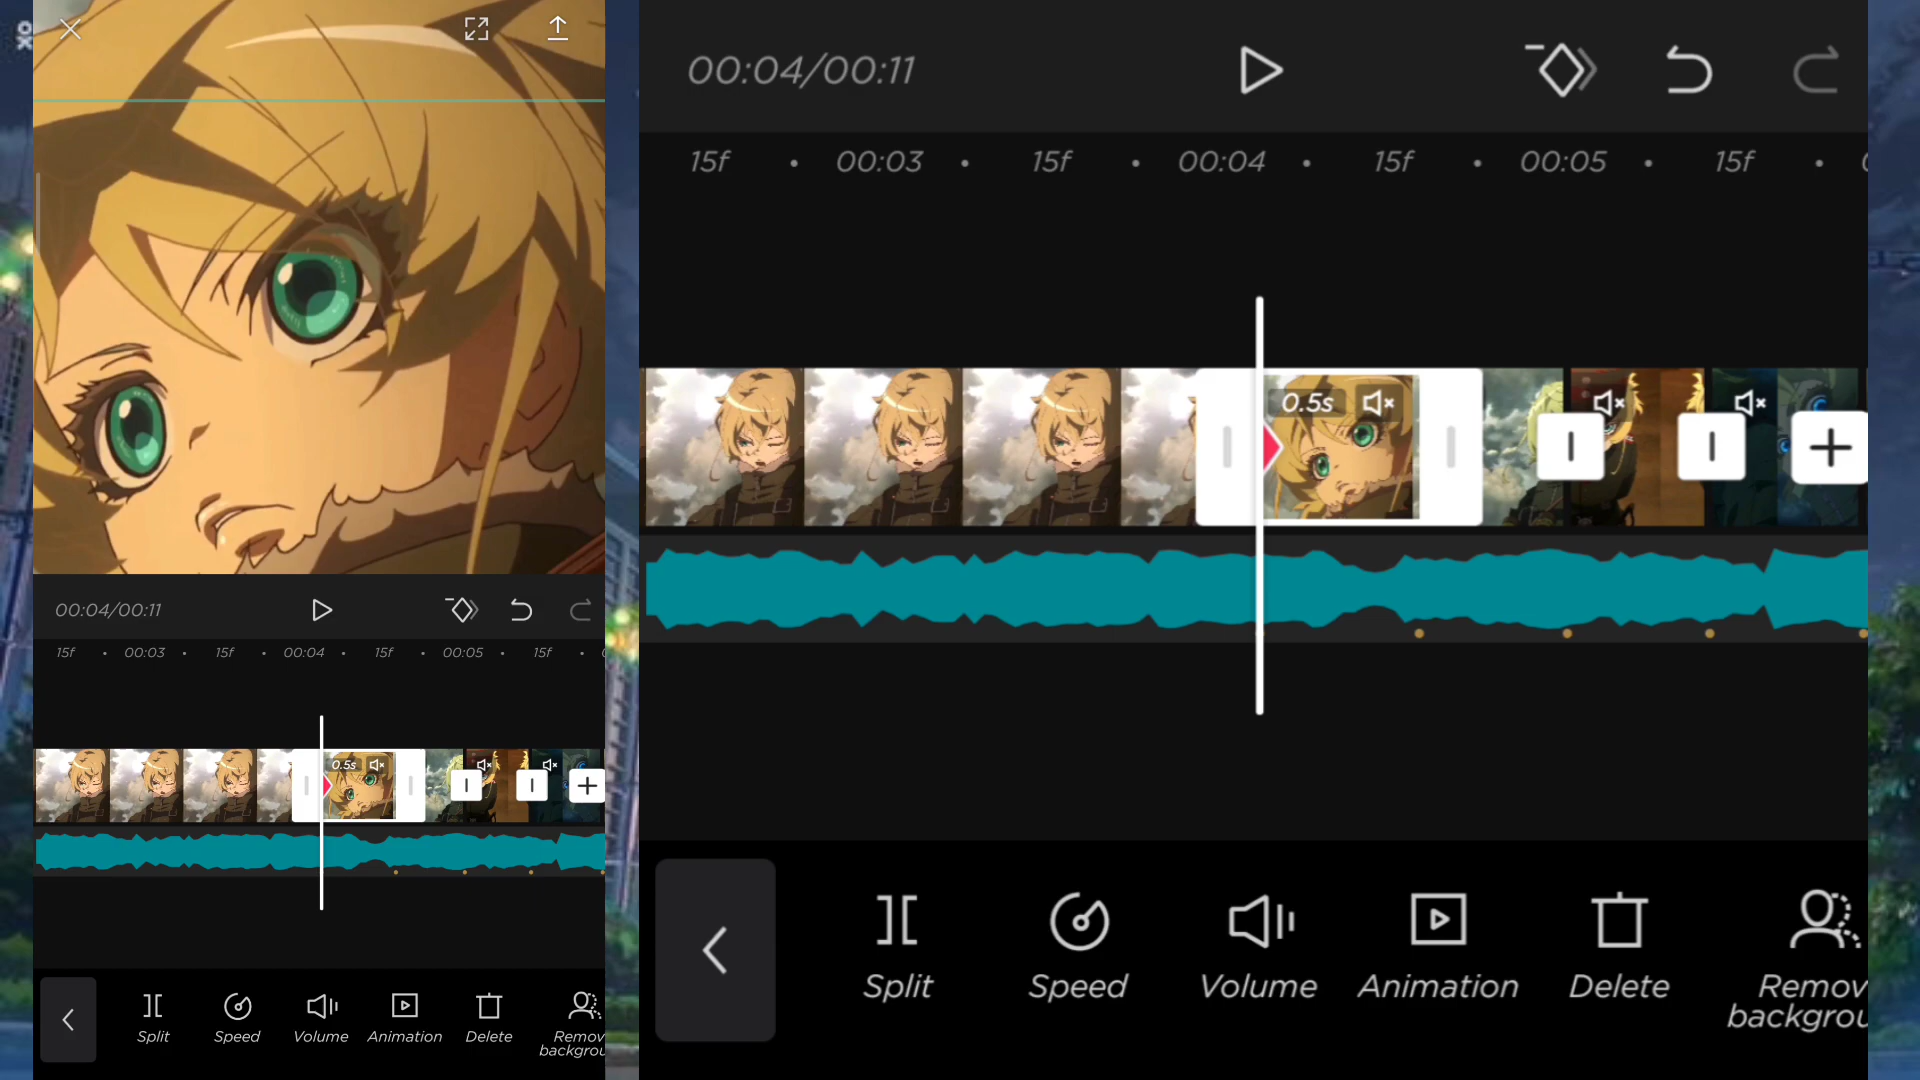 00:04/00:11
15f 00:03 15f 00:04 15f 00:05 15f
0.5s
Split
Speed
Volume
Animation
Delete
Remov
backgrou
00:04/00:11
15f 00:03 15f 00:04 15f 00:05 15f
0.5s
Split
Speed
Volume
Animation
Delete
Remov
backgrou